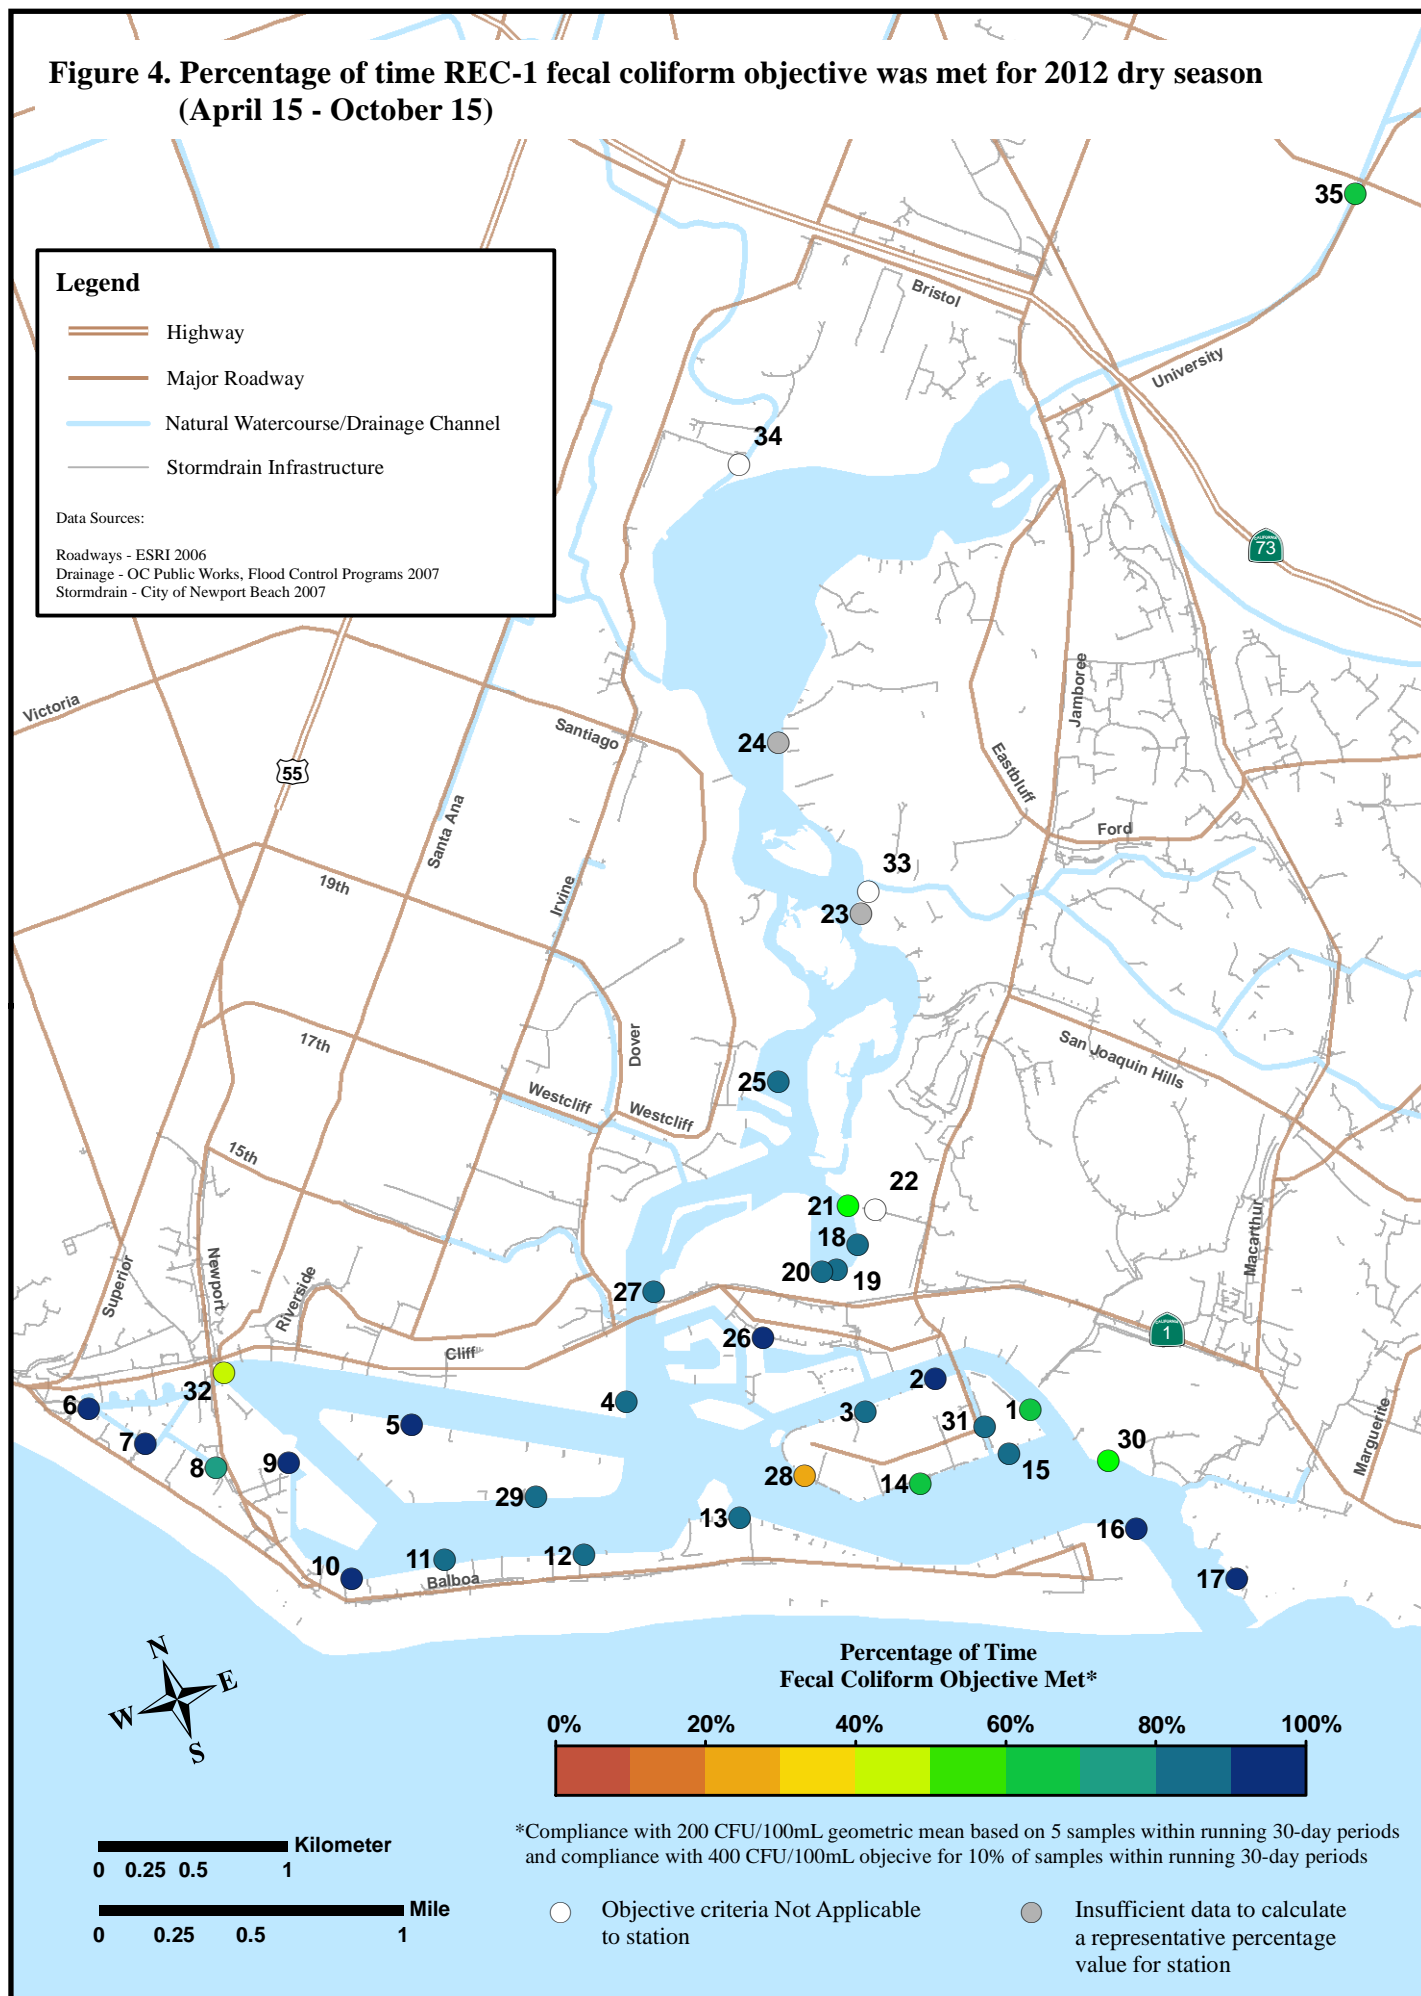 Figure 4. Percentage of time REC-1 fecal coliform objective was met for 2012 dry season
(April 15 - October 15)
35
Legend
Highway
Major Roadway
Natural Watercourse/Drainage Channel
Stormdrain Infrastructure
Data Sources:
Roadways - ESRI 2006
Drainage - OC Public Works, Flood Control Programs 2007
Stormdrain - City of Newport Beach 2007
Bristol
University
34
CALIFORNIA
73
Victoria
Santiago
Jamboree
24
55
Eastbluff
Santa Ana
Ford
33
19th
Irvine
23
17th
Dover
San Joaquin Hills
25
Westcliff
Westcliff
15th
22
21
18
Macarthur
20
19
Superior
Newport
Riverside
27
26
CALIFORNIA
1
Cliff
32
2
6
4
3
1
5
31
7
Marguerite
30
8
9
28
14
15
29
13
16
11
12
10
Balboa
17
N
E
W
S
Percentage of Time
Fecal Coliform Objective Met*
0% 20% 40% 60% 80% 100%
*Compliance with 200 CFU/100mL geometric mean based on 5 samples within running 30-day periods
and compliance with 400 CFU/100mL objecive for 10% of samples within running 30-day periods
Kilometer
0 0.25 0.5 1
Mile
0 0.25 0.5 1
Objective criteria Not Applicable
to station
Insufficient data to calculate
a representative percentage
value for station